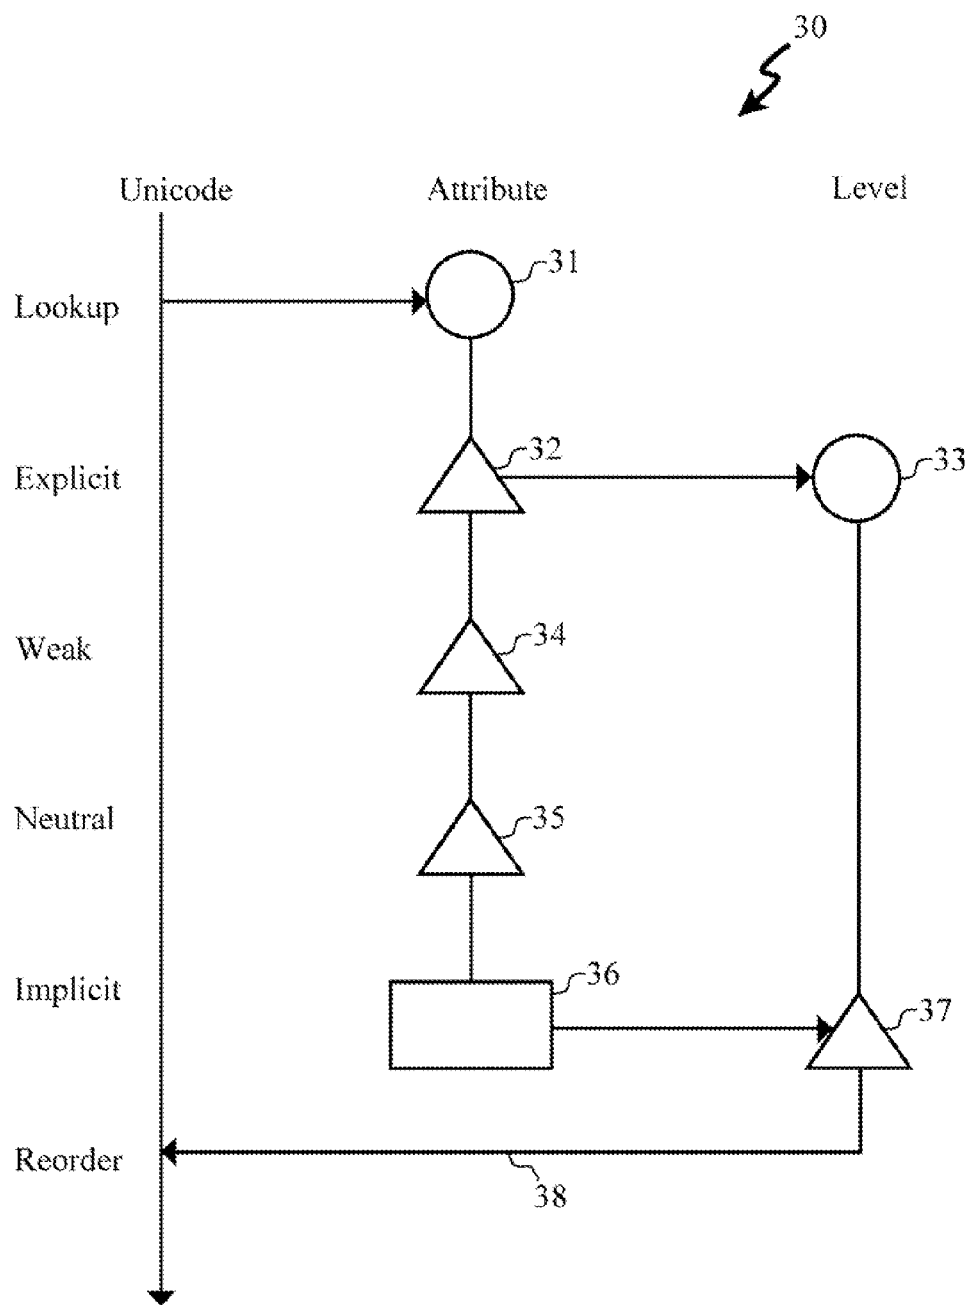 30
Unicode Attribute Level
31
Lookup
32
33
Explicit
34
Weak
35
Neutral
36
Implicit
37
Reorder
38